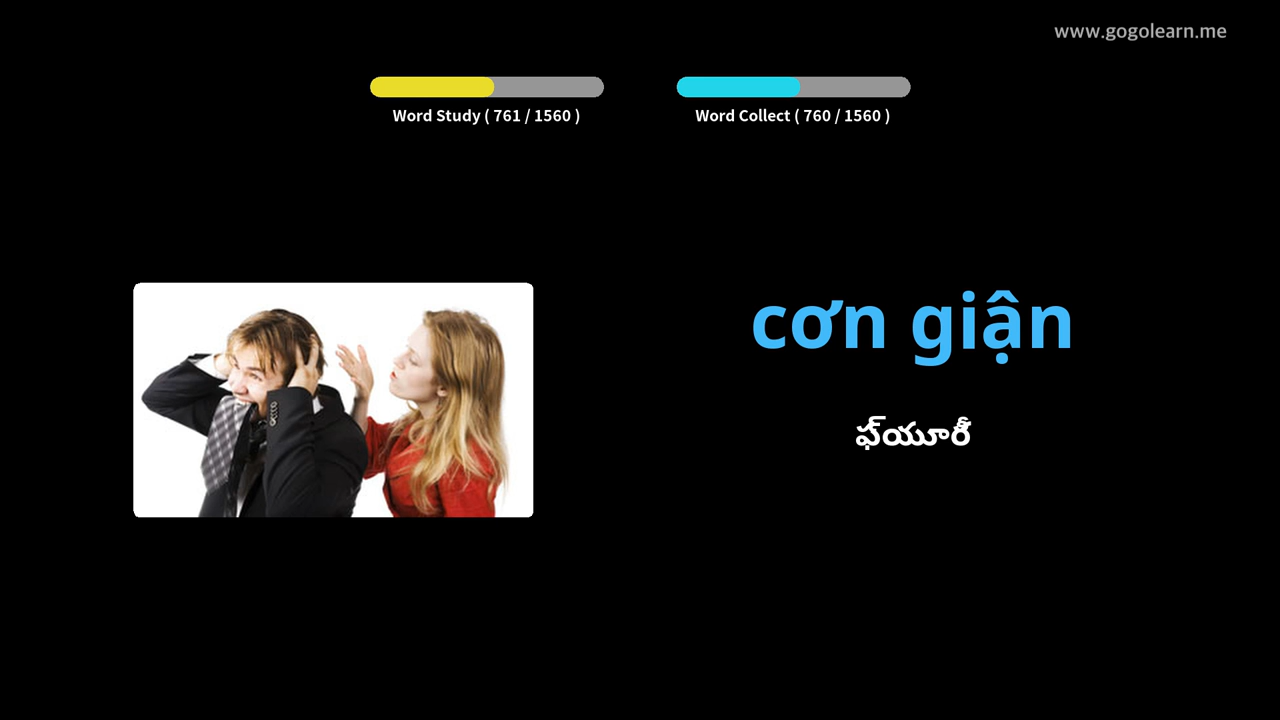 www.gogolearn.me
Word Study ( 761 / 1560 )
Word Collect ( 760 / 1560 )
cơn giận
ఫ్‌యూరీ